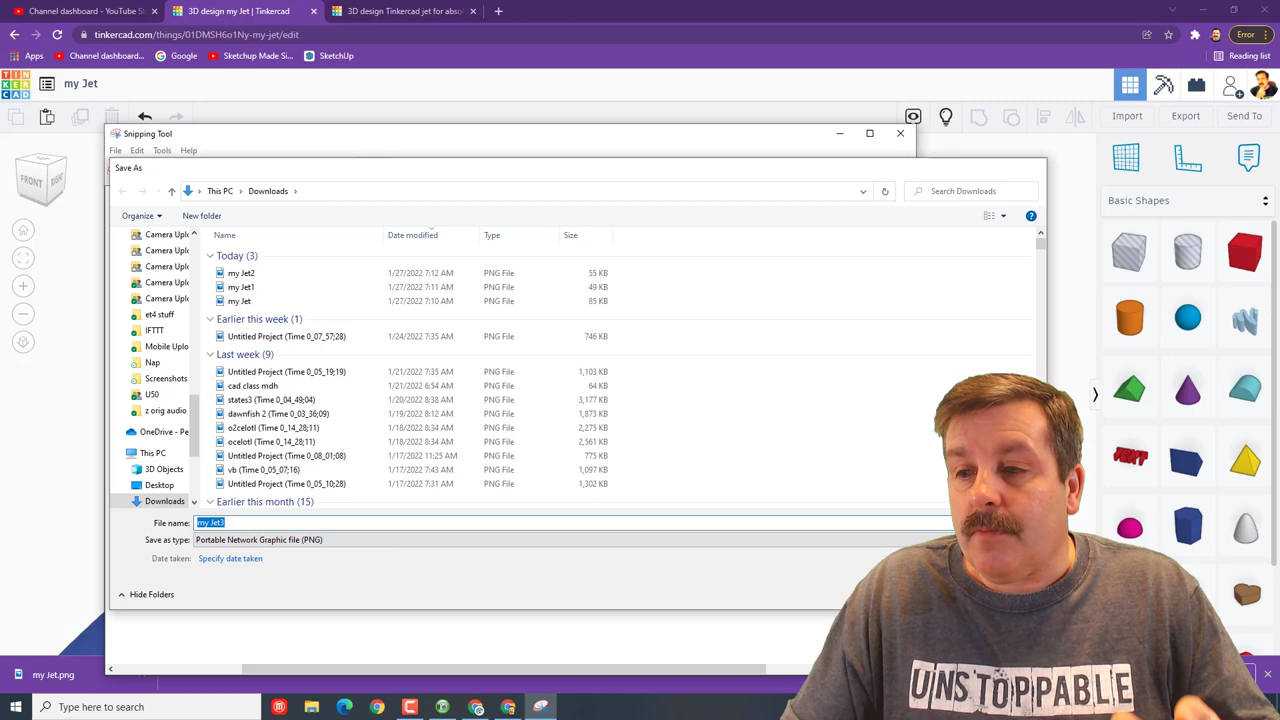 Channel dashboard - YouTube St
3D design my Jet | Tinkercad
3D design Tinkercad jet for abso
tinkercad.com/things/01DMSH6o1Ny-my-jet/edit
Error
Apps
Channel dashboard...
Google
Sketchup Made Si...
SketchUp
Reading list
TIN
KER
CAD
my Jet
Import
Export
Send To
Snipping Tool
File Edit Tools Help
Save As
This PC > Downloads >
Search Downloads
Organize
New folder
FRONT
RIGHT
Basic Shapes
Name
Date modified
Type
Size
Camera Uplo
Camera Uplo
Camera Uplo
Camera Uplo
Camera Uplo
et4 stuff
IFTTT
Mobile Uplo
Nap
Screenshots
U50
z orig audio
OneDrive - Pe
This PC
3D Objects
Desktop
Downloads
Today (3)
my Jet2 1/27/2022 7:12 AM PNG File 55 KB
my Jet1 1/27/2022 7:11 AM PNG File 49 KB
my Jet 1/27/2022 7:10 AM PNG File 85 KB
Earlier this week (1)
Untitled Project (Time 0_07_57;28) 1/24/2022 7:35 AM PNG File 746 KB
Last week (9)
Untitled Project (Time 0_05_19;19) 1/21/2022 7:35 AM PNG File 1,103 KB
cad class mdh 1/21/2022 6:54 AM PNG File 64 KB
states3 (Time 0_04_49;04) 1/20/2022 8:38 AM PNG File 3,177 KB
dawnfish 2 (Time 0_03_36;09) 1/19/2022 8:12 AM PNG File 1,873 KB
o2celotl (Time 0_14_28;11) 1/18/2022 8:34 AM PNG File 2,275 KB
ocelotl (Time 0_14_28;11) 1/18/2022 8:34 AM PNG File 2,561 KB
Untitled Project (Time 0_08_01;08) 1/17/2022 11:25 AM PNG File 775 KB
vb (Time 0_05_07;16) 1/17/2022 7:43 AM PNG File 1,097 KB
Untitled Project (Time 0_05_10;28) 1/17/2022 7:31 AM PNG File 1,302 KB
Earlier this month (15)
File name: my Jet3
Save as type: Portable Network Graphic file (PNG)
Date taken: Specify date taken
Hide Folders
TEXT
my Jet.png
UNSTOPPABLE
Type here to search